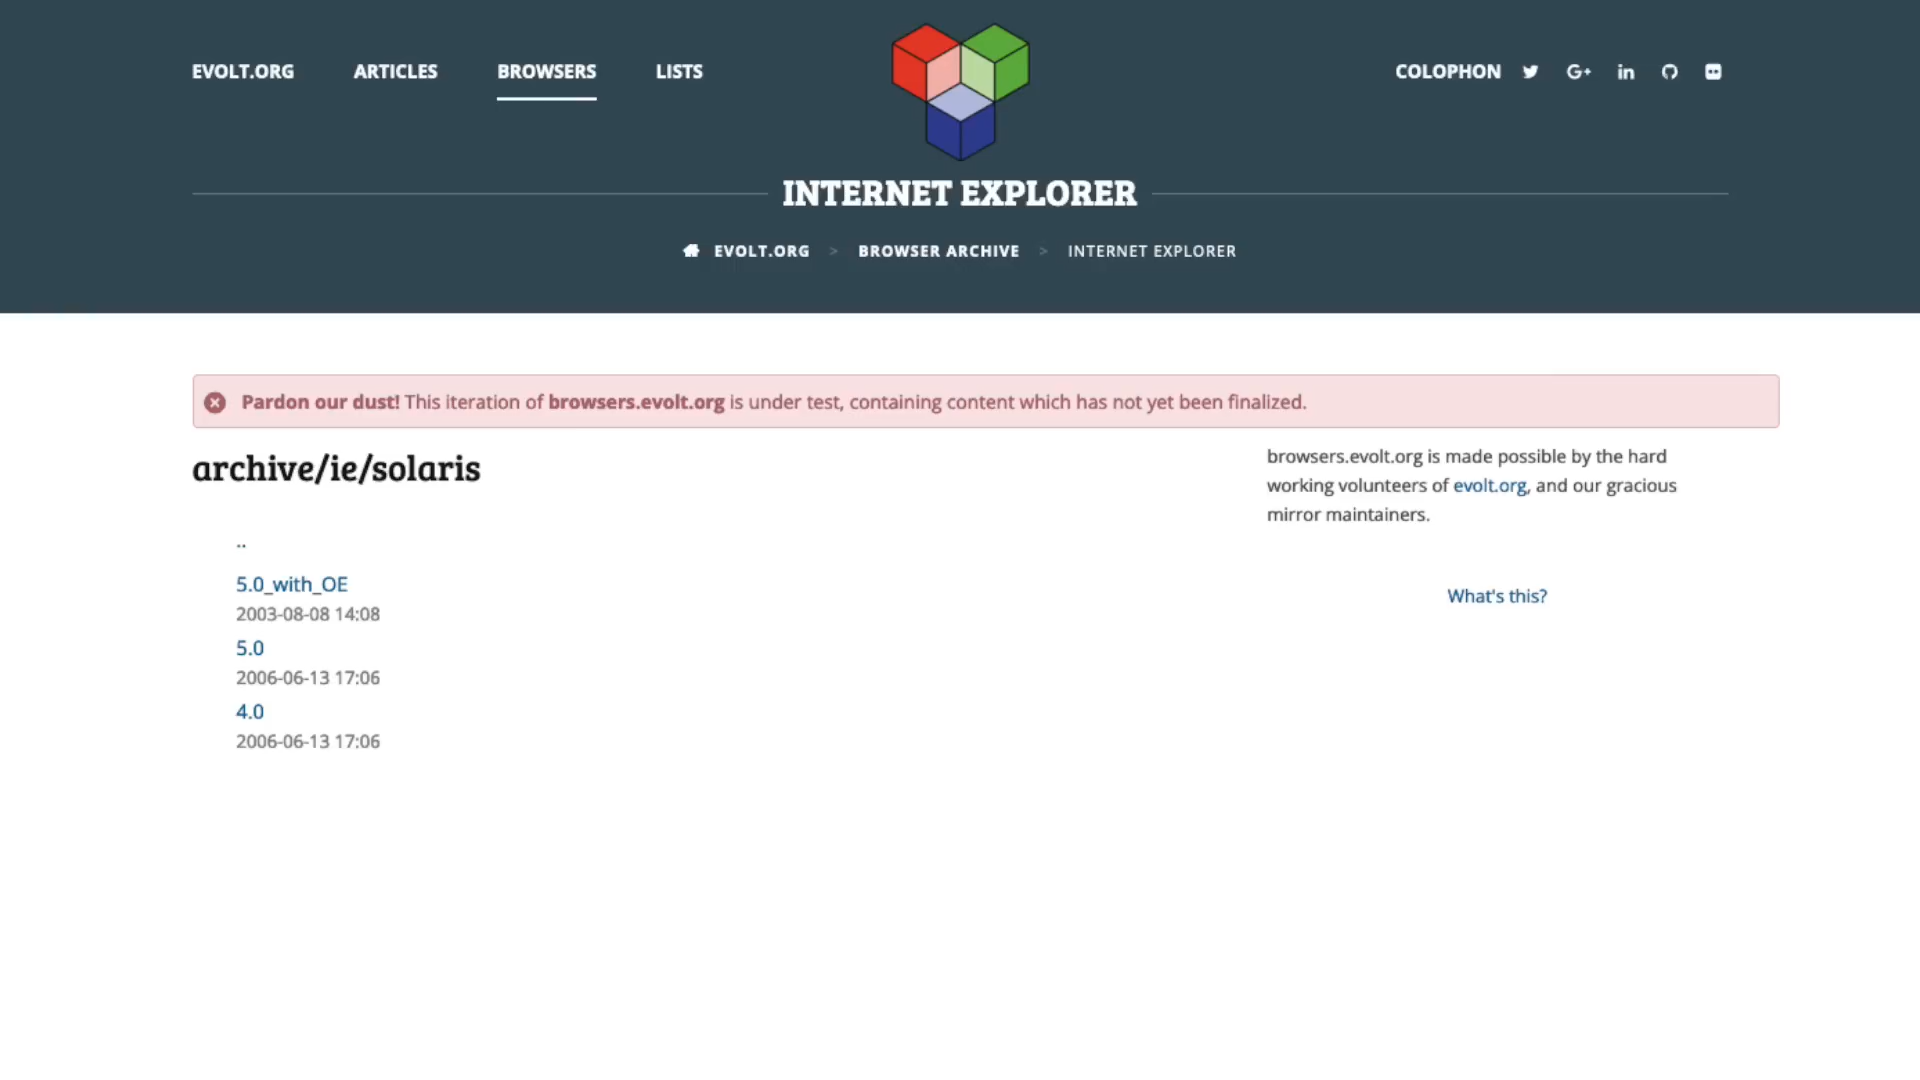 EVOLT.ORG ARTICLES BROWSERS LISTS COLOPHON
INTERNET EXPLORER
EVOLT.ORG > BROWSER ARCHIVE > INTERNET EXPLORER
Pardon our dust! This iteration of browsers.evolt.org is under test, containing content which has not yet been finalized.
archive/ie/solaris
..
5.0_with_OE
2003-08-08 14:08
5.0
2006-06-13 17:06
4.0
2006-06-13 17:06
browsers.evolt.org is made possible by the hard
working volunteers of evolt.org, and our gracious
mirror maintainers.
What's this?